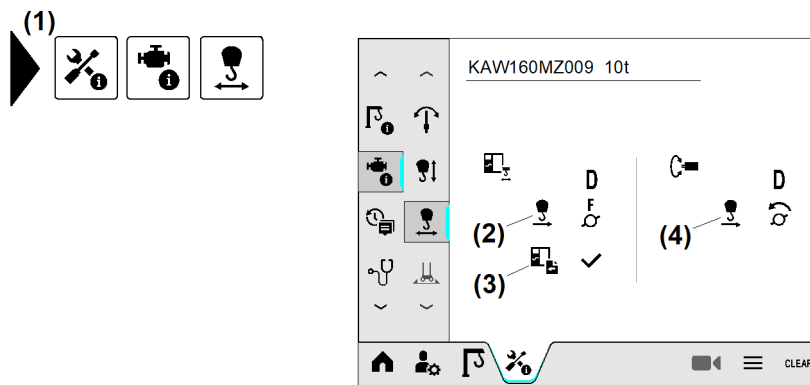 (1)
KAW160MZ009 10t
D
D
F
(2)
(4)
(3)
CLEAR